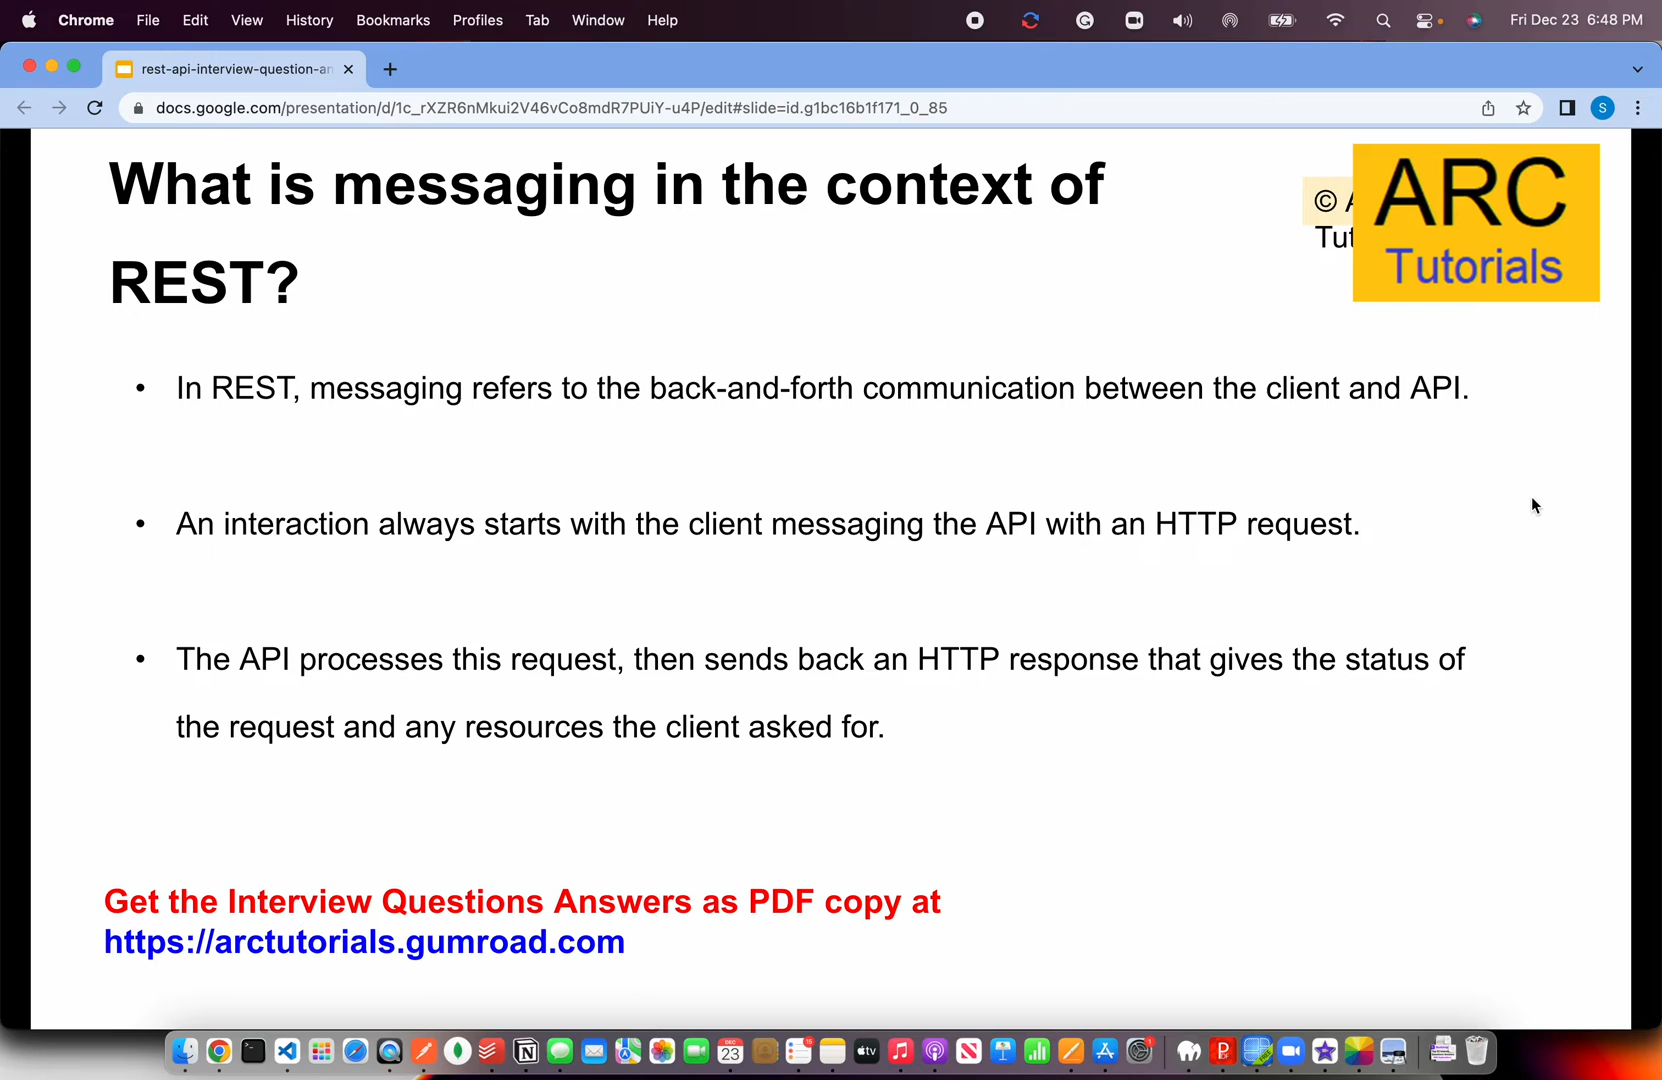 Chrome File Edit View History Bookmarks Profiles Tab Window Help Fri Dec 23 6:48 PM
rest-api-interview-question-an
docs.google.com/presentation/d/1c_rXZR6nMkui2V46vCo8mdR7PUiY-u4P/edit#slide=id.g1bc16b1f171_0_85
S
What is messaging in the context of
REST?
© A
Tut
ARC
Tutorials
• In REST, messaging refers to the back-and-forth communication between the client and API.
• An interaction always starts with the client messaging the API with an HTTP request.
• The API processes this request, then sends back an HTTP response that gives the status of
the request and any resources the client asked for.
Get the Interview Questions Answers as PDF copy at
https://arctutorials.gumroad.com
DEC
23
tv